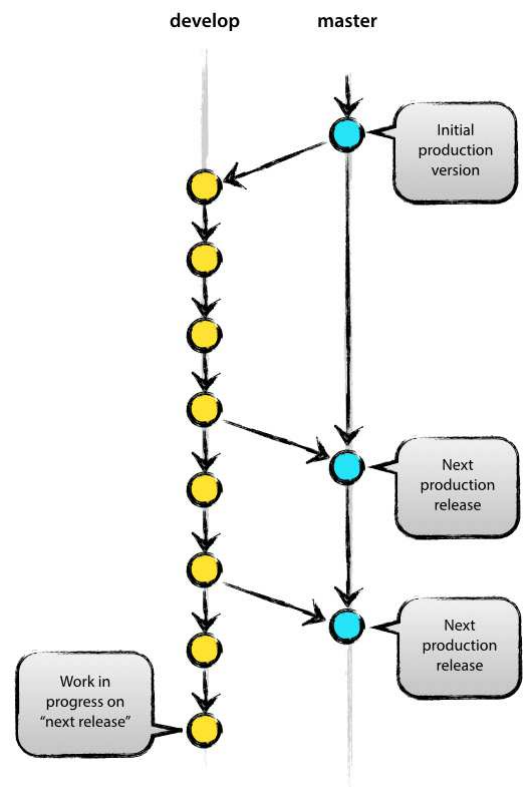 develop
master
Initial
production
version
Next
production
release
Next
production
release
Work in
progress on
“next release”